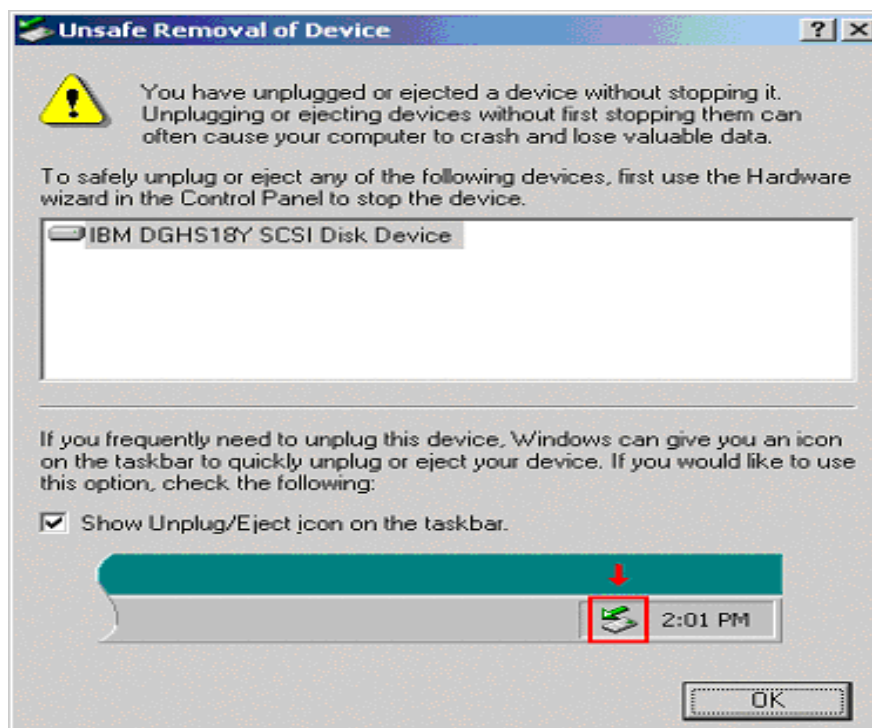 Unsafe Removal of Device
You have unplugged or ejected a device without stopping it.
Unplugging or ejecting devices without first stopping them can
often cause your computer to crash and lose valuable data.
To safely unplug or eject any of the following devices, first use the Hardware
wizard in the Control Panel to stop the device.
IBM DGHS18Y SCSI Disk Device
If you frequently need to unplug this device, Windows can give you an icon
on the taskbar to quickly unplug or eject your device. If you would like to use
this option, check the following:
Show Unplug/Eject icon on the taskbar.
2:01 PM
OK